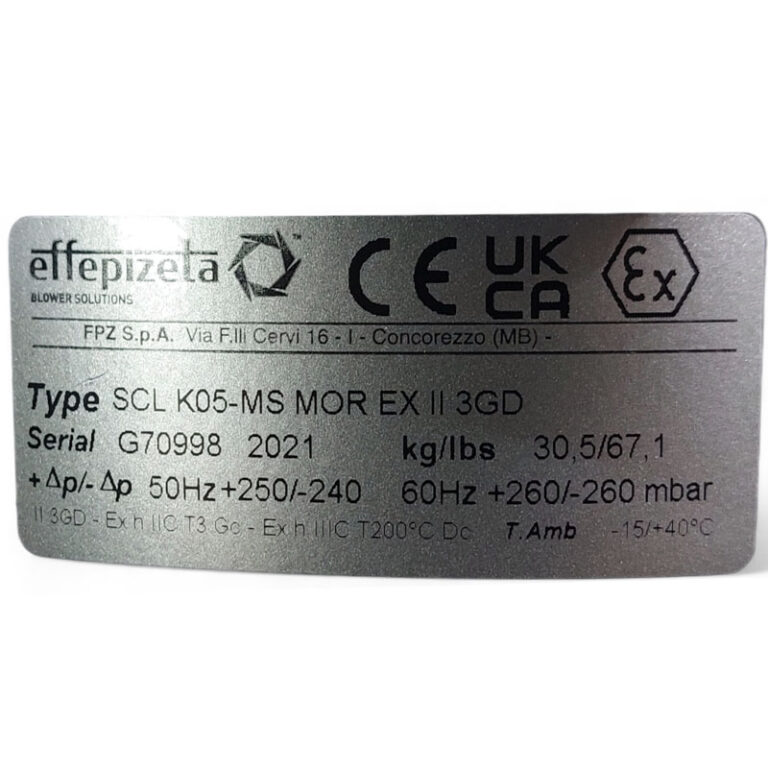 effepizeta™ CE UK
BLOWER SOLUTIONS CA Ex
FPZ S.p.A. Via F.lli Cervi 16 - I - Concorezzo (MB) -
Type SCL K05-MS MOR EX II 3GD
Serial G70998 2021 kg/lbs 30,5/67,1
+Δp/-Δp 50Hz +250/-240 60Hz +260/-260 mbar
II 3GD - Ex h IIC T3 Gc - Ex h IIIC T200°C Dc T.Amb -15/+40°C